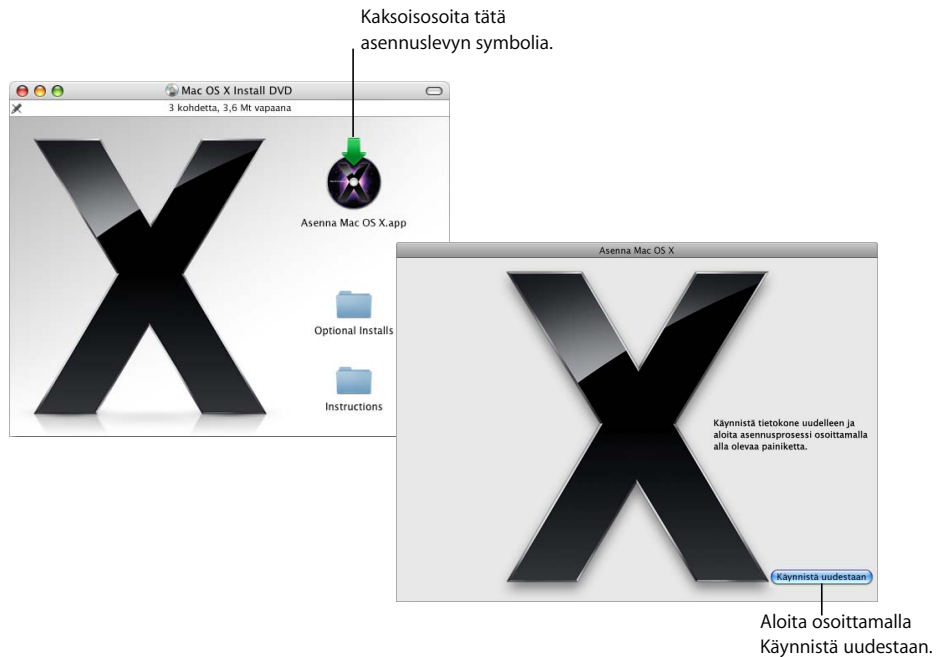 Kaksoisosoita tätä
asennuslevyn symbolia.
Mac OS X Install DVD
3 kohdetta, 3,6 Mt vapaana
Asenna Mac OS X.app
Optional Installs
Instructions
Asenna Mac OS X
Käynnistä tietokone uudelleen ja
aloita asennusprosessi osoittamalla
alla olevaa painiketta.
Käynnistä uudestaan
Aloita osoittamalla
Käynnistä uudestaan.